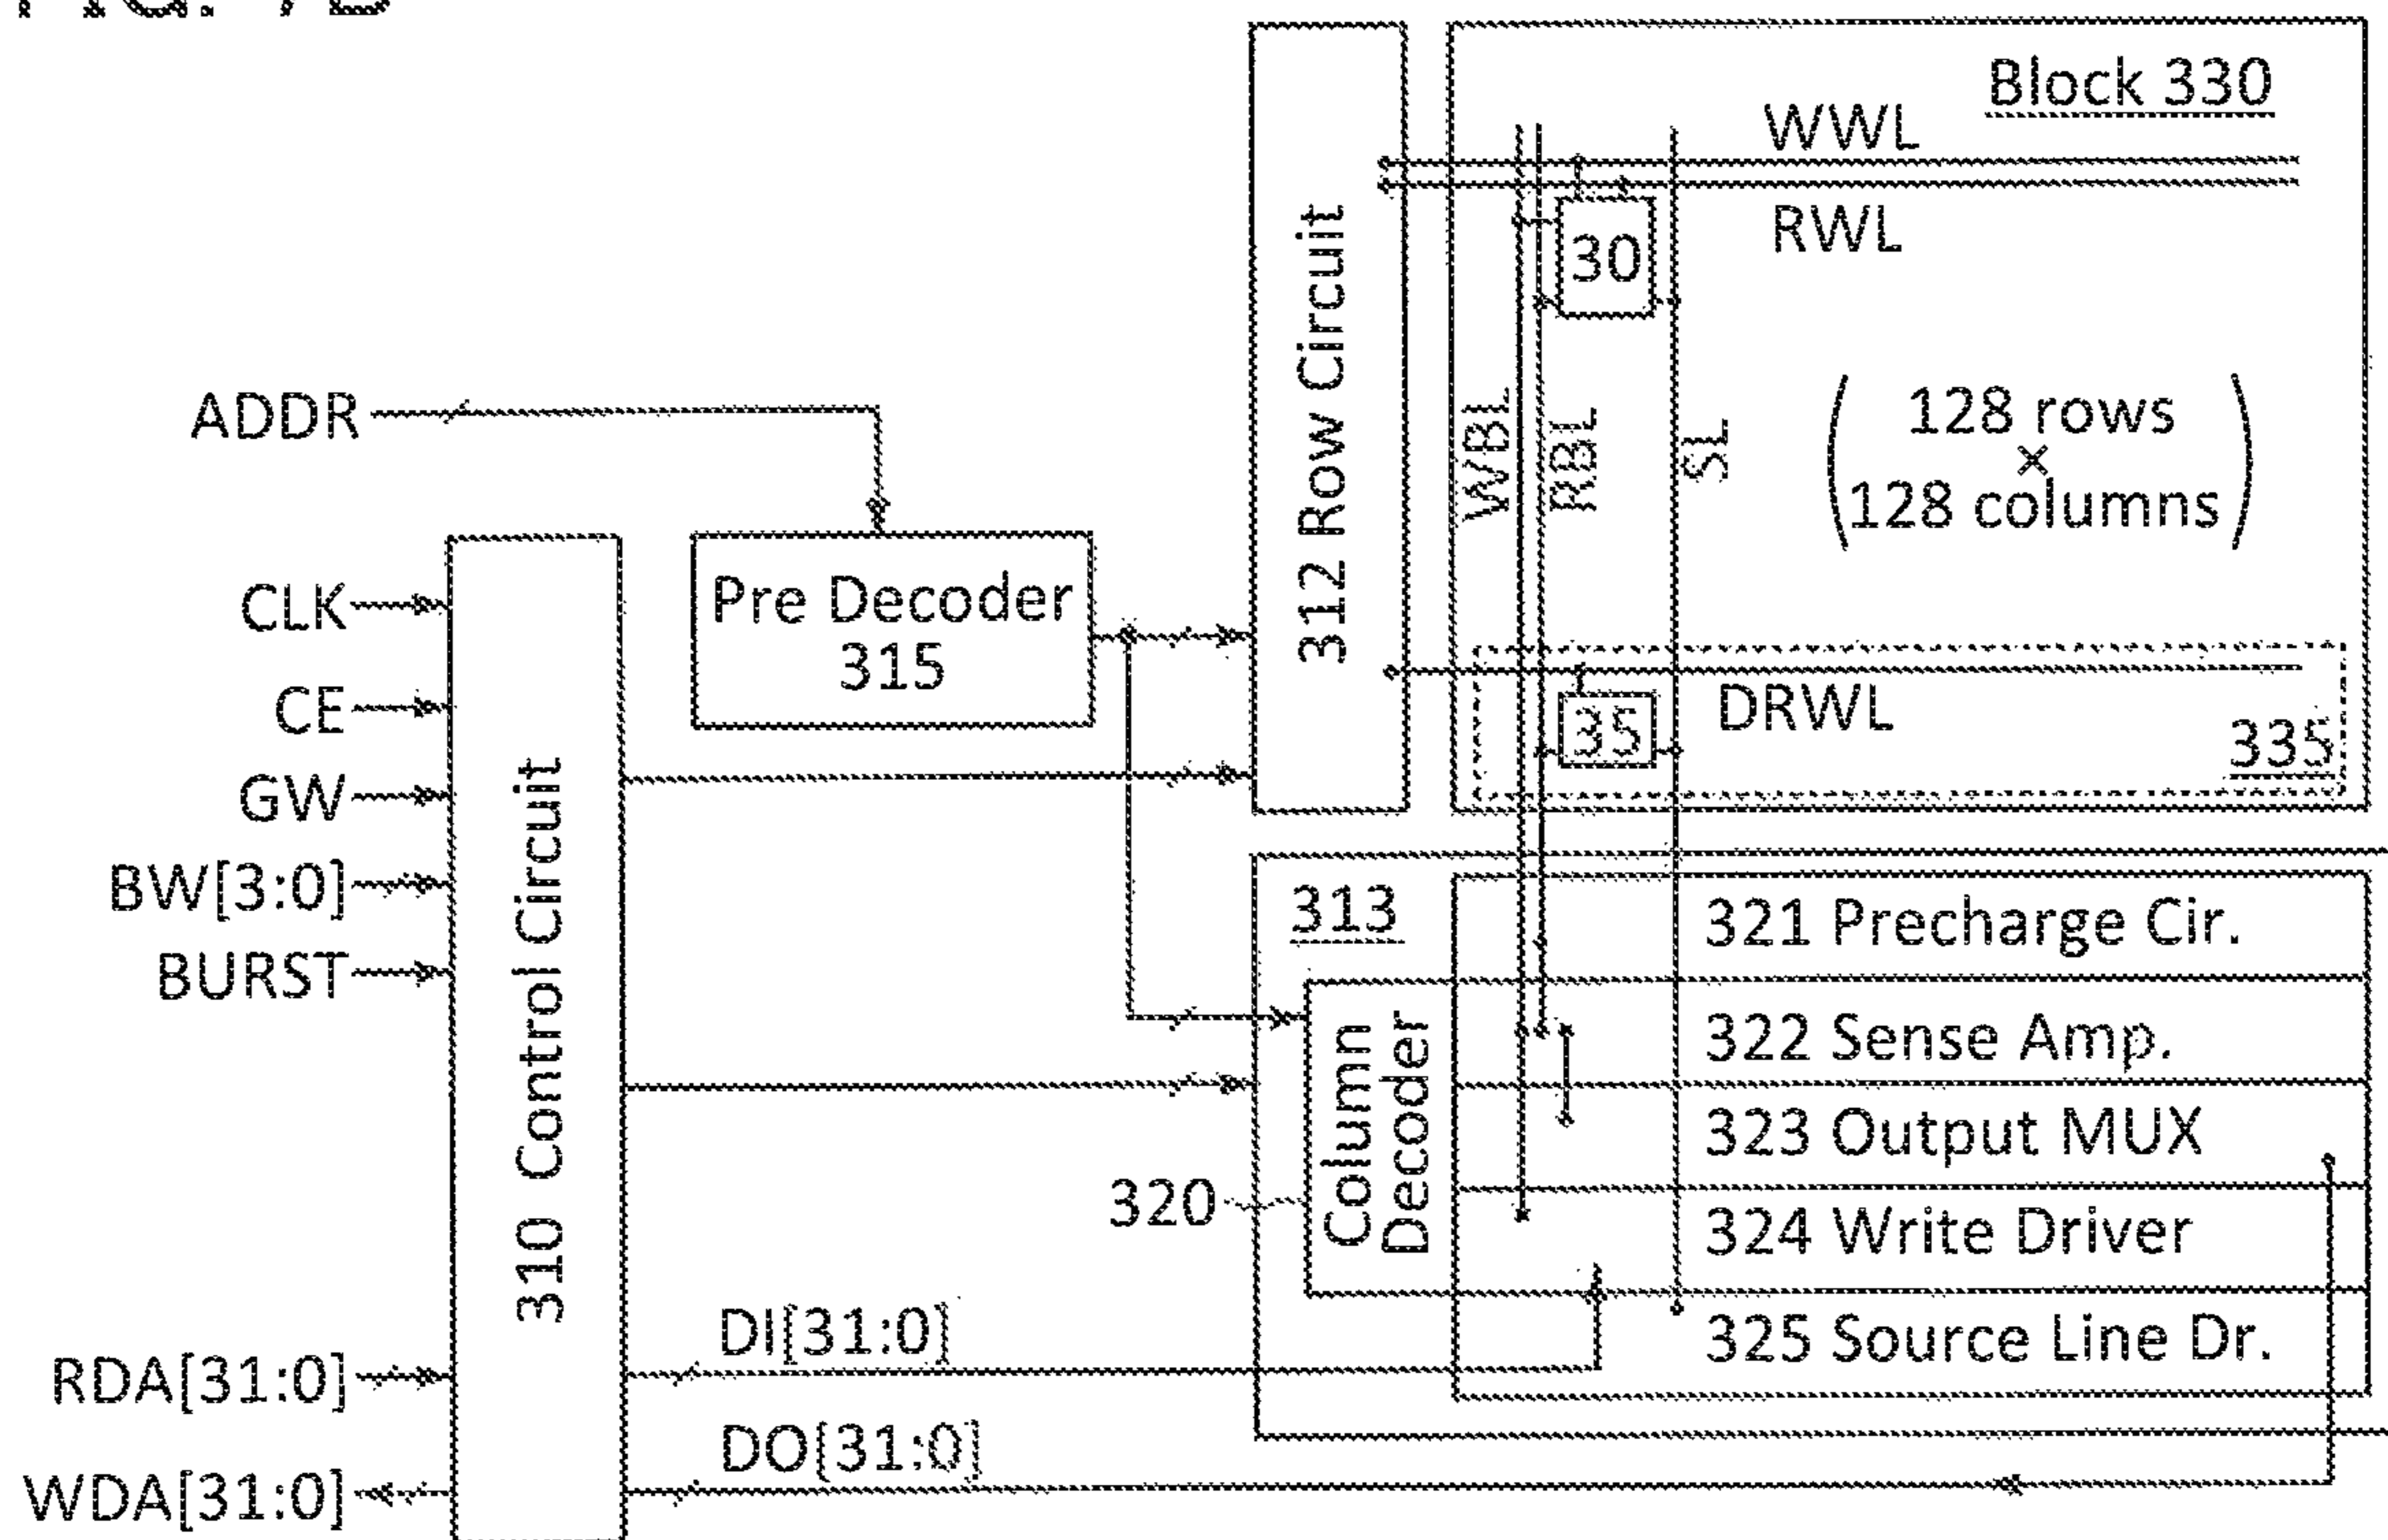 FIG. 7B
Block 330
WWL
RWL
30
312 Row Circuit
WBL
RBL
SL
128 rows
×
128 columns
ADDR
Pre Decoder
315
CLK
CE
GW
BW[3:0]
BURST
310 Control Circuit
DRWL
35
335
313
321 Precharge Cir.
322 Sense Amp.
323 Output MUX
324 Write Driver
325 Source Line Dr.
Column
Decoder
320
DI[31:0]
RDA[31:0]
DO[31:0]
WDA[31:0]